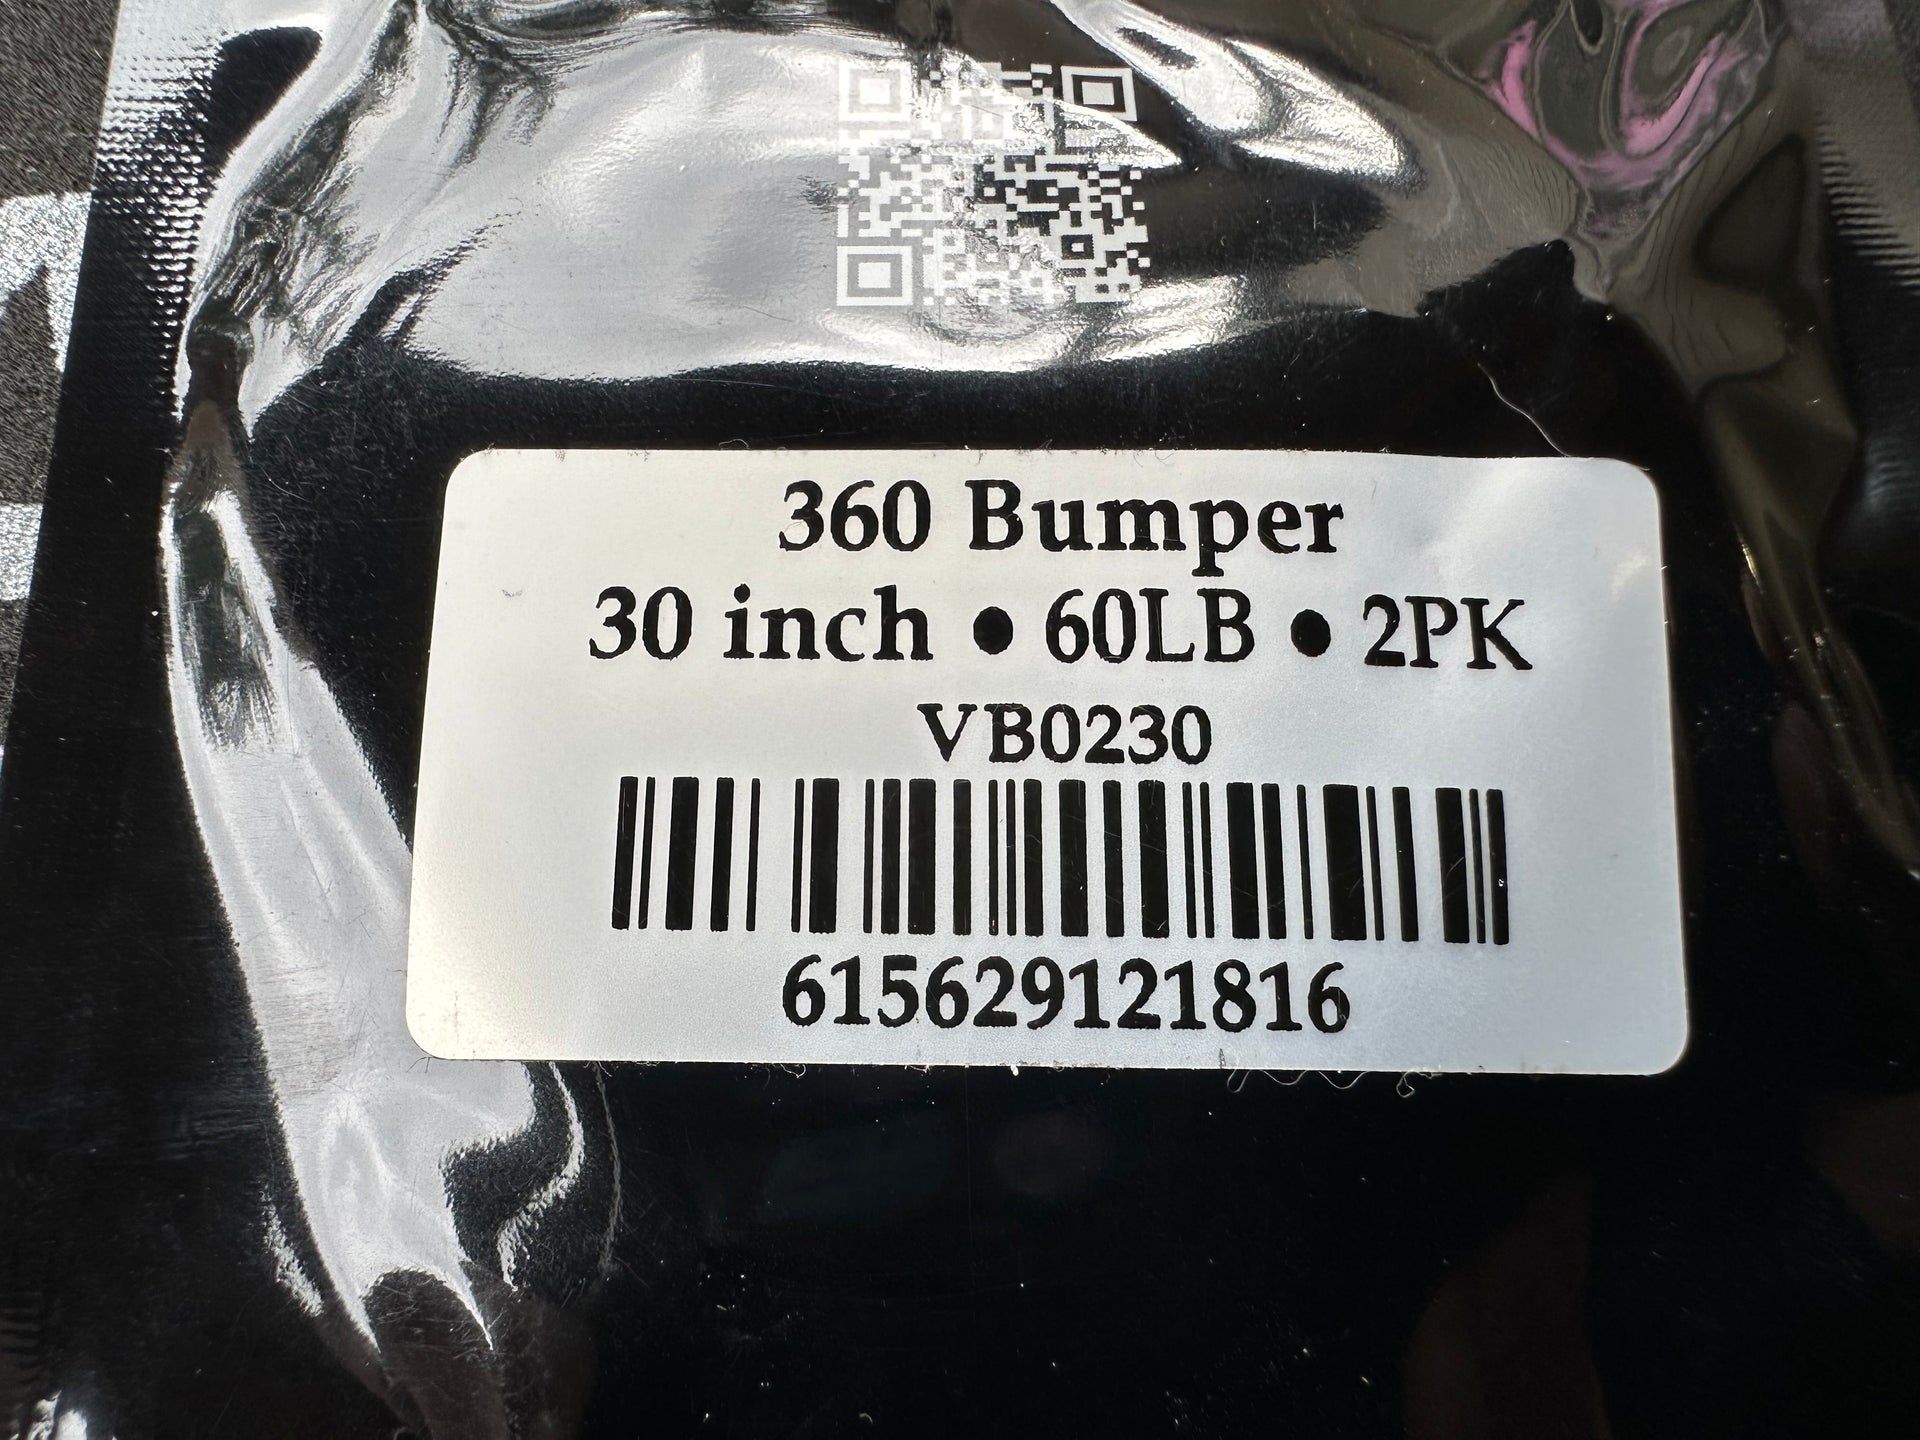 360 Bumper
30 inch • 60LB • 2PK
VB0230
615629121816